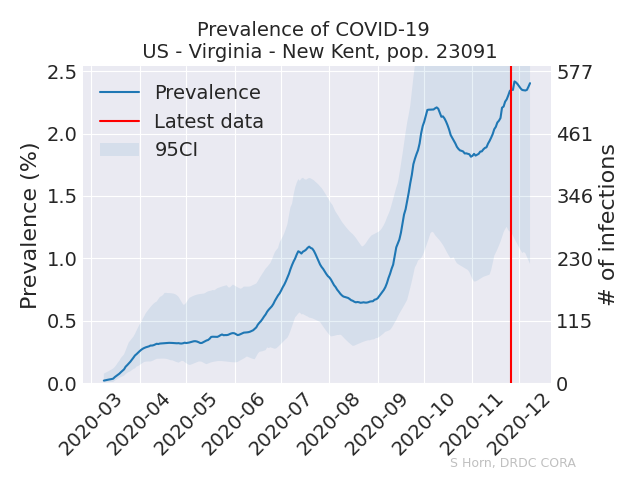 Prevalence of COVID-19
US - Virginia - New Kent, pop. 23091
Prevalence
Latest data
95CI
Prevalence (%)
2.5
2.0
1.5
1.0
0.5
0.0
577
461
346
230
115
0
# of infections
2020-03
2020-04
2020-05
2020-06
2020-07
2020-08
2020-09
2020-10
2020-11
2020-12
S Horn, DRDC CORA